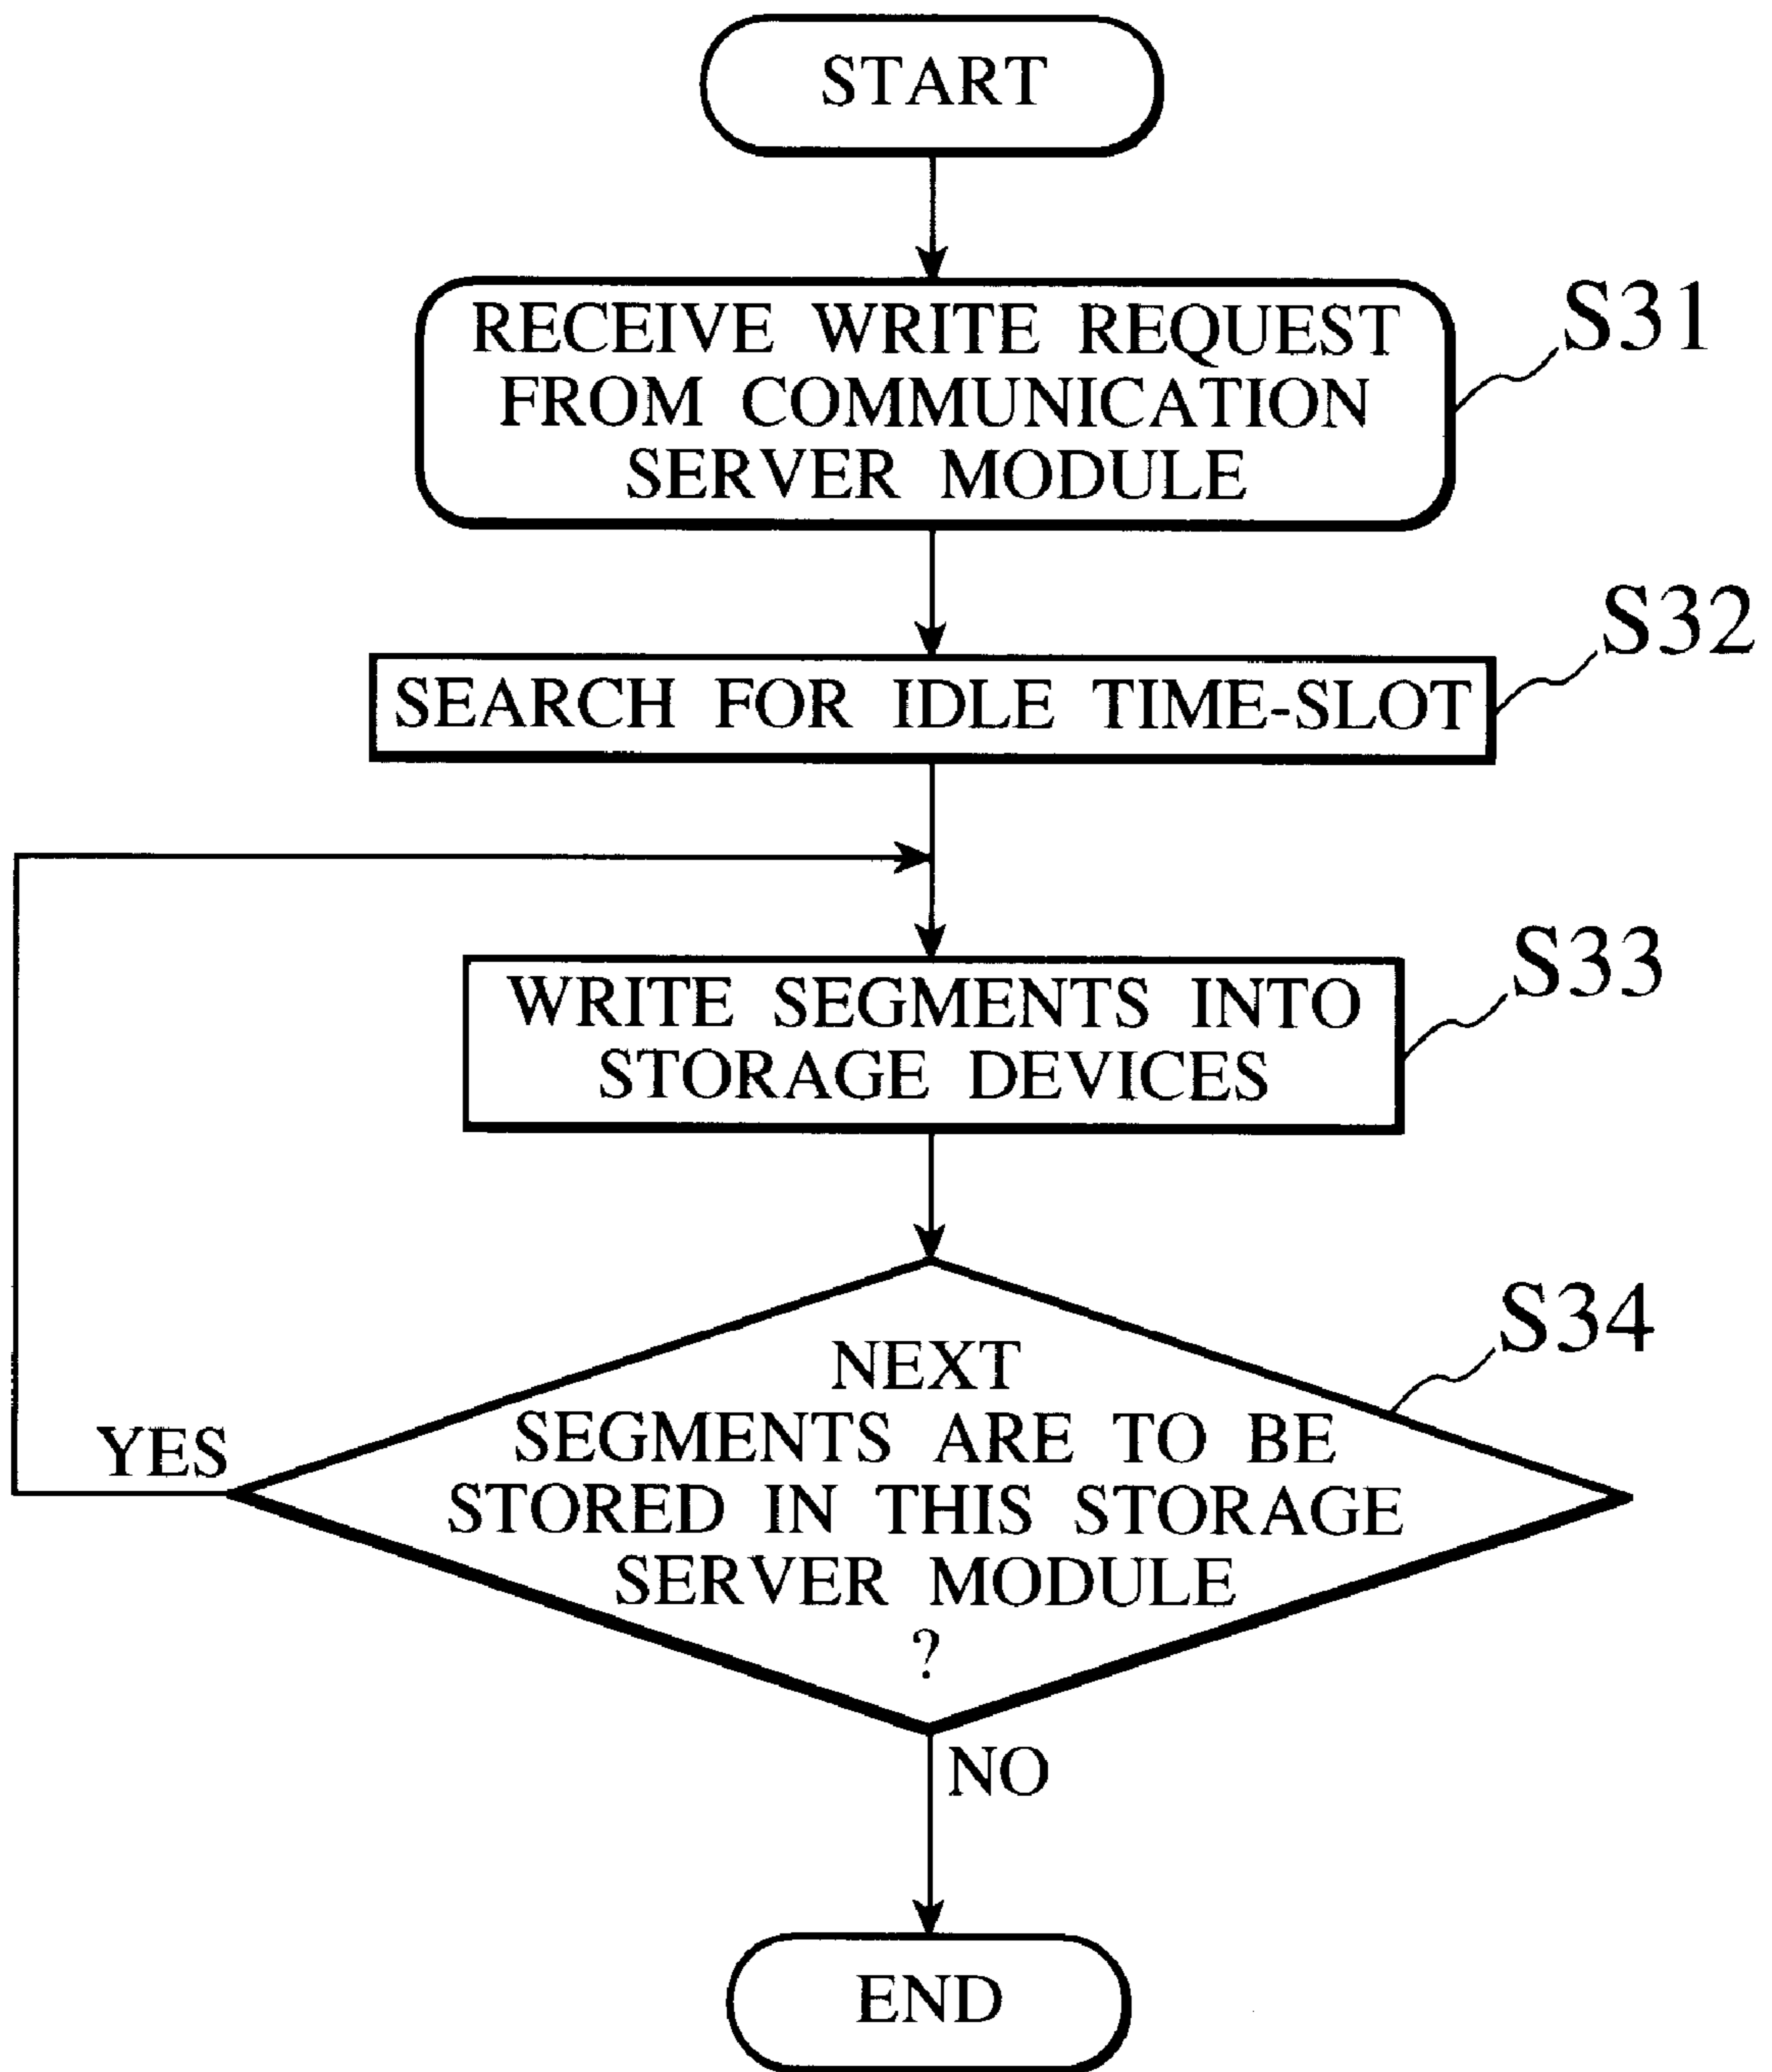 START
RECEIVE WRITE REQUEST
FROM COMMUNICATION
SERVER MODULE
S31
SEARCH FOR IDLE TIME-SLOT
S32
WRITE SEGMENTS INTO
STORAGE DEVICES
S33
NEXT
SEGMENTS ARE TO BE
STORED IN THIS STORAGE
SERVER MODULE
?
S34
YES
NO
END